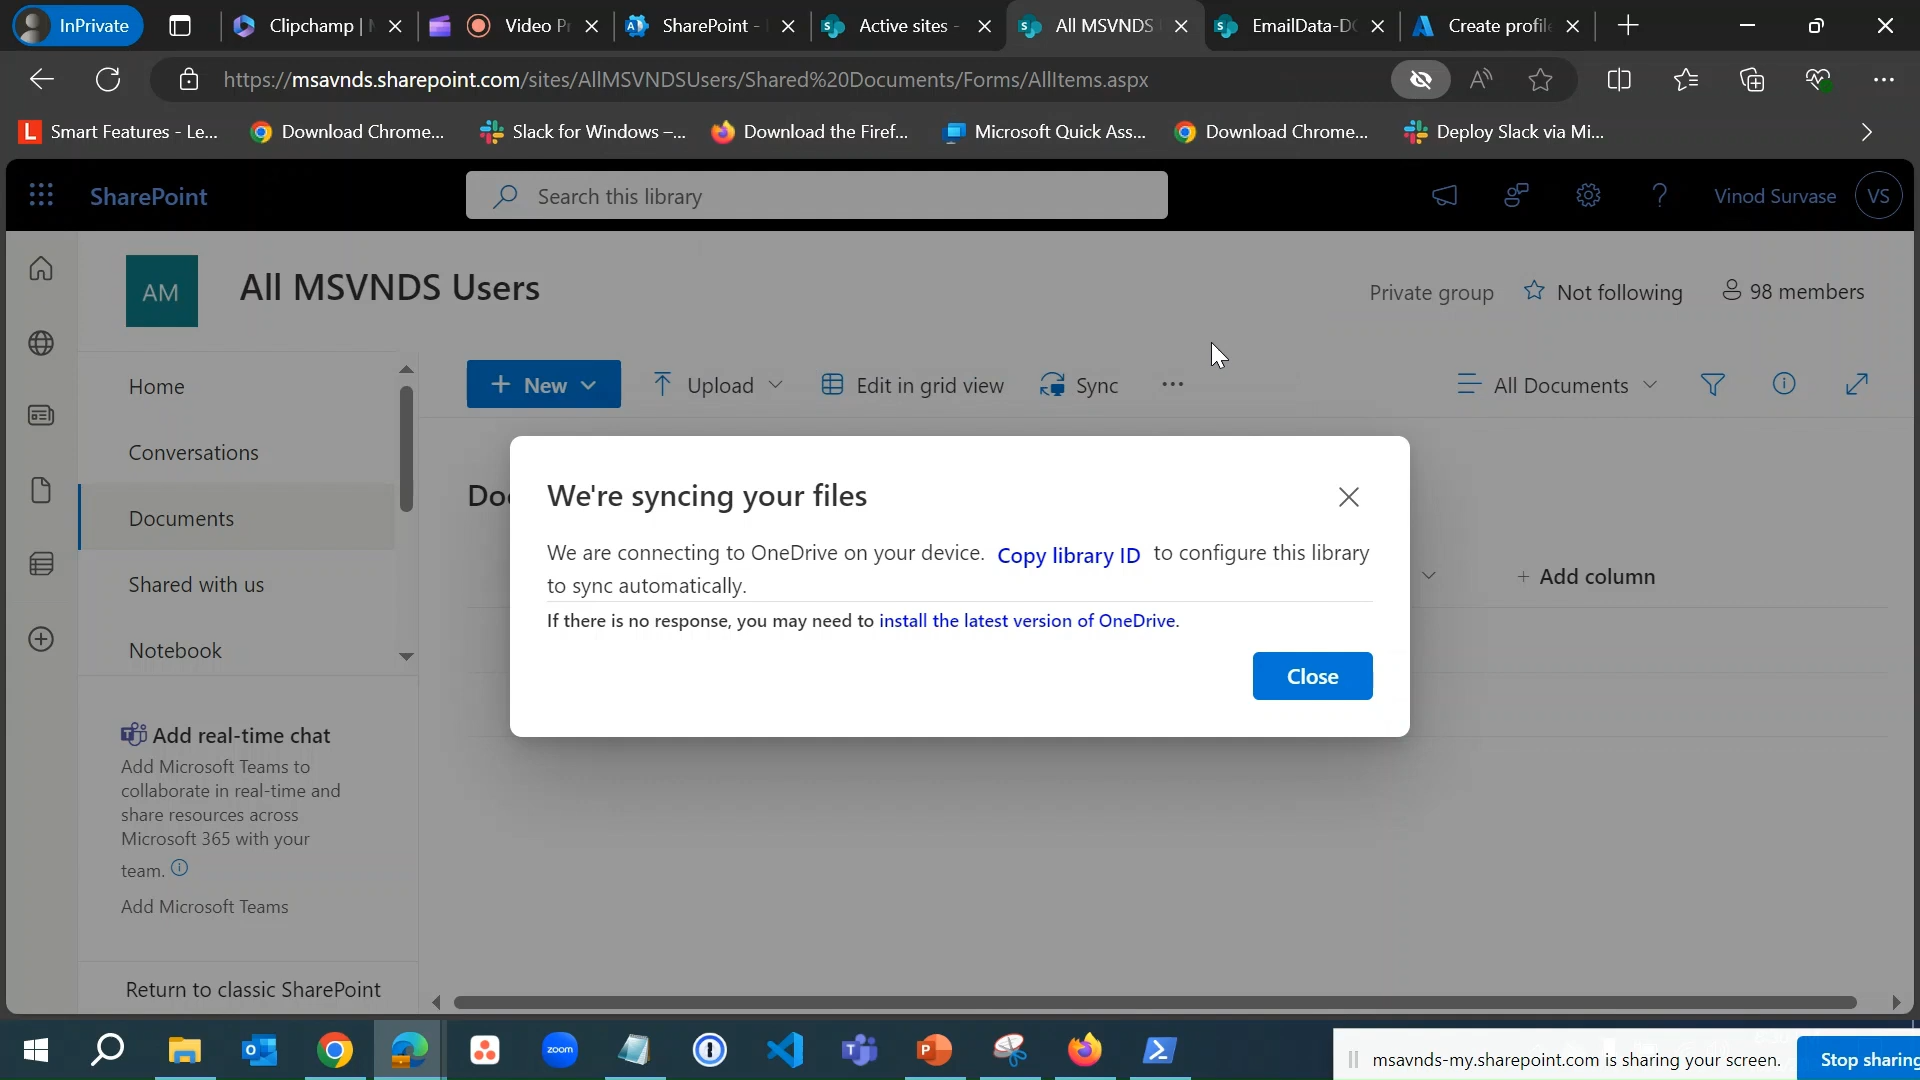 InPrivate
Clipchamp |
Video P
SharePoint -
Active sites -
All MSVNDS
EmailData-D
Create profil
https://msavnds.sharepoint.com/sites/AllMSVNDSUsers/Shared%20Documents/Forms/AllItems.aspx
Smart Features - Le...
Download Chrome...
Slack for Windows –...
Download the Firef...
Microsoft Quick Ass...
Download Chrome...
Deploy Slack via Mi...
SharePoint
Search this library
Vinod Survase
VS
AM
All MSVNDS Users
Private group
Not following
98 members
Home
Conversations
Documents
Shared with us
Notebook
New
Upload
Edit in grid view
Sync
All Documents
Do
Add column
We're syncing your files
We are connecting to OneDrive on your device. Copy library ID to configure this library
to sync automatically.
If there is no response, you may need to install the latest version of OneDrive.
Close
Add real-time chat
Add Microsoft Teams to
collaborate in real-time and
share resources across
Microsoft 365 with your
team.
Add Microsoft Teams
Return to classic SharePoint
zoom
msavnds-my.sharepoint.com is sharing your screen.
Stop sharing